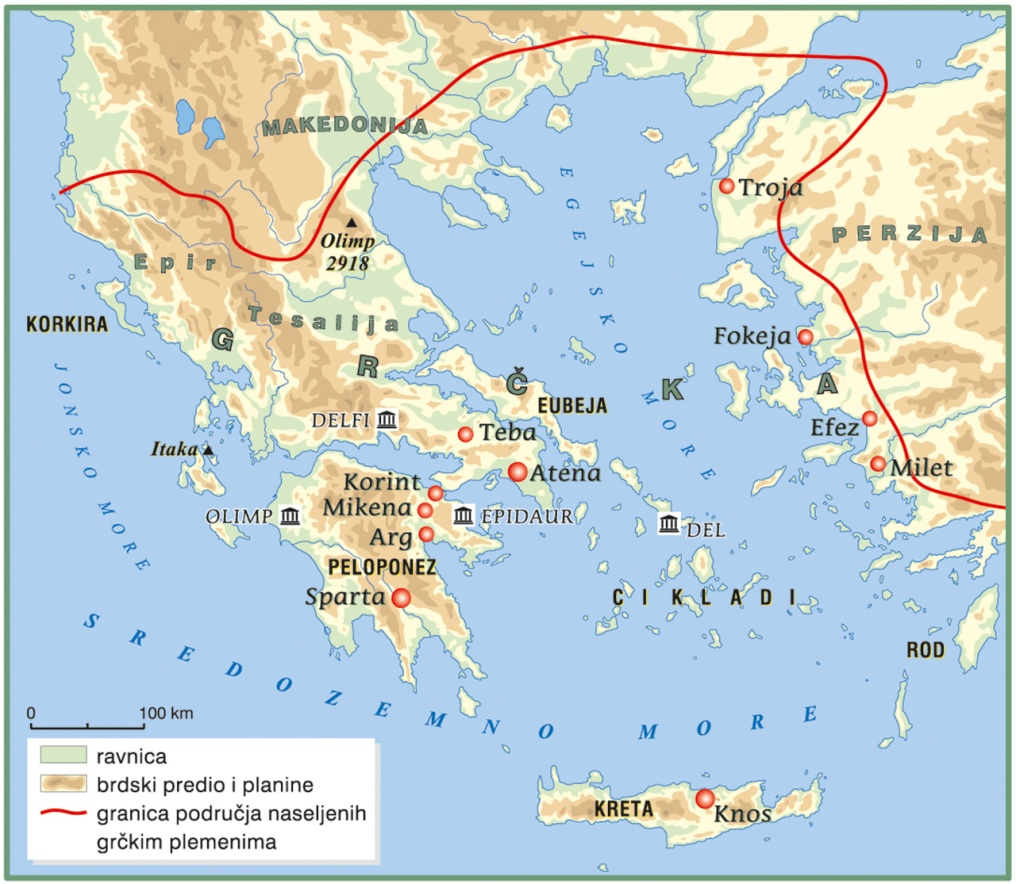 MAKEDONIJA
Troja
PERZIJA
Olimp
2918
Epir
EGEJSKO MORE
KORKIRA
Tesalija
Fokeja
GRČKA
JONSKO MORE
EUBEJA
DELFI
Teba
Efez
Itaka
Atena
Milet
Korint
Mikena
OLIMP
EPIDAUR
DEL
Arg
PELOPONEZ
Sparta
CIKLADI
ROD
SREDOZEMNO MORE
0 100 km
ravnica
brdski predio i planine
granica područja naseljenih
grčkim plemenima
KRETA
Knos